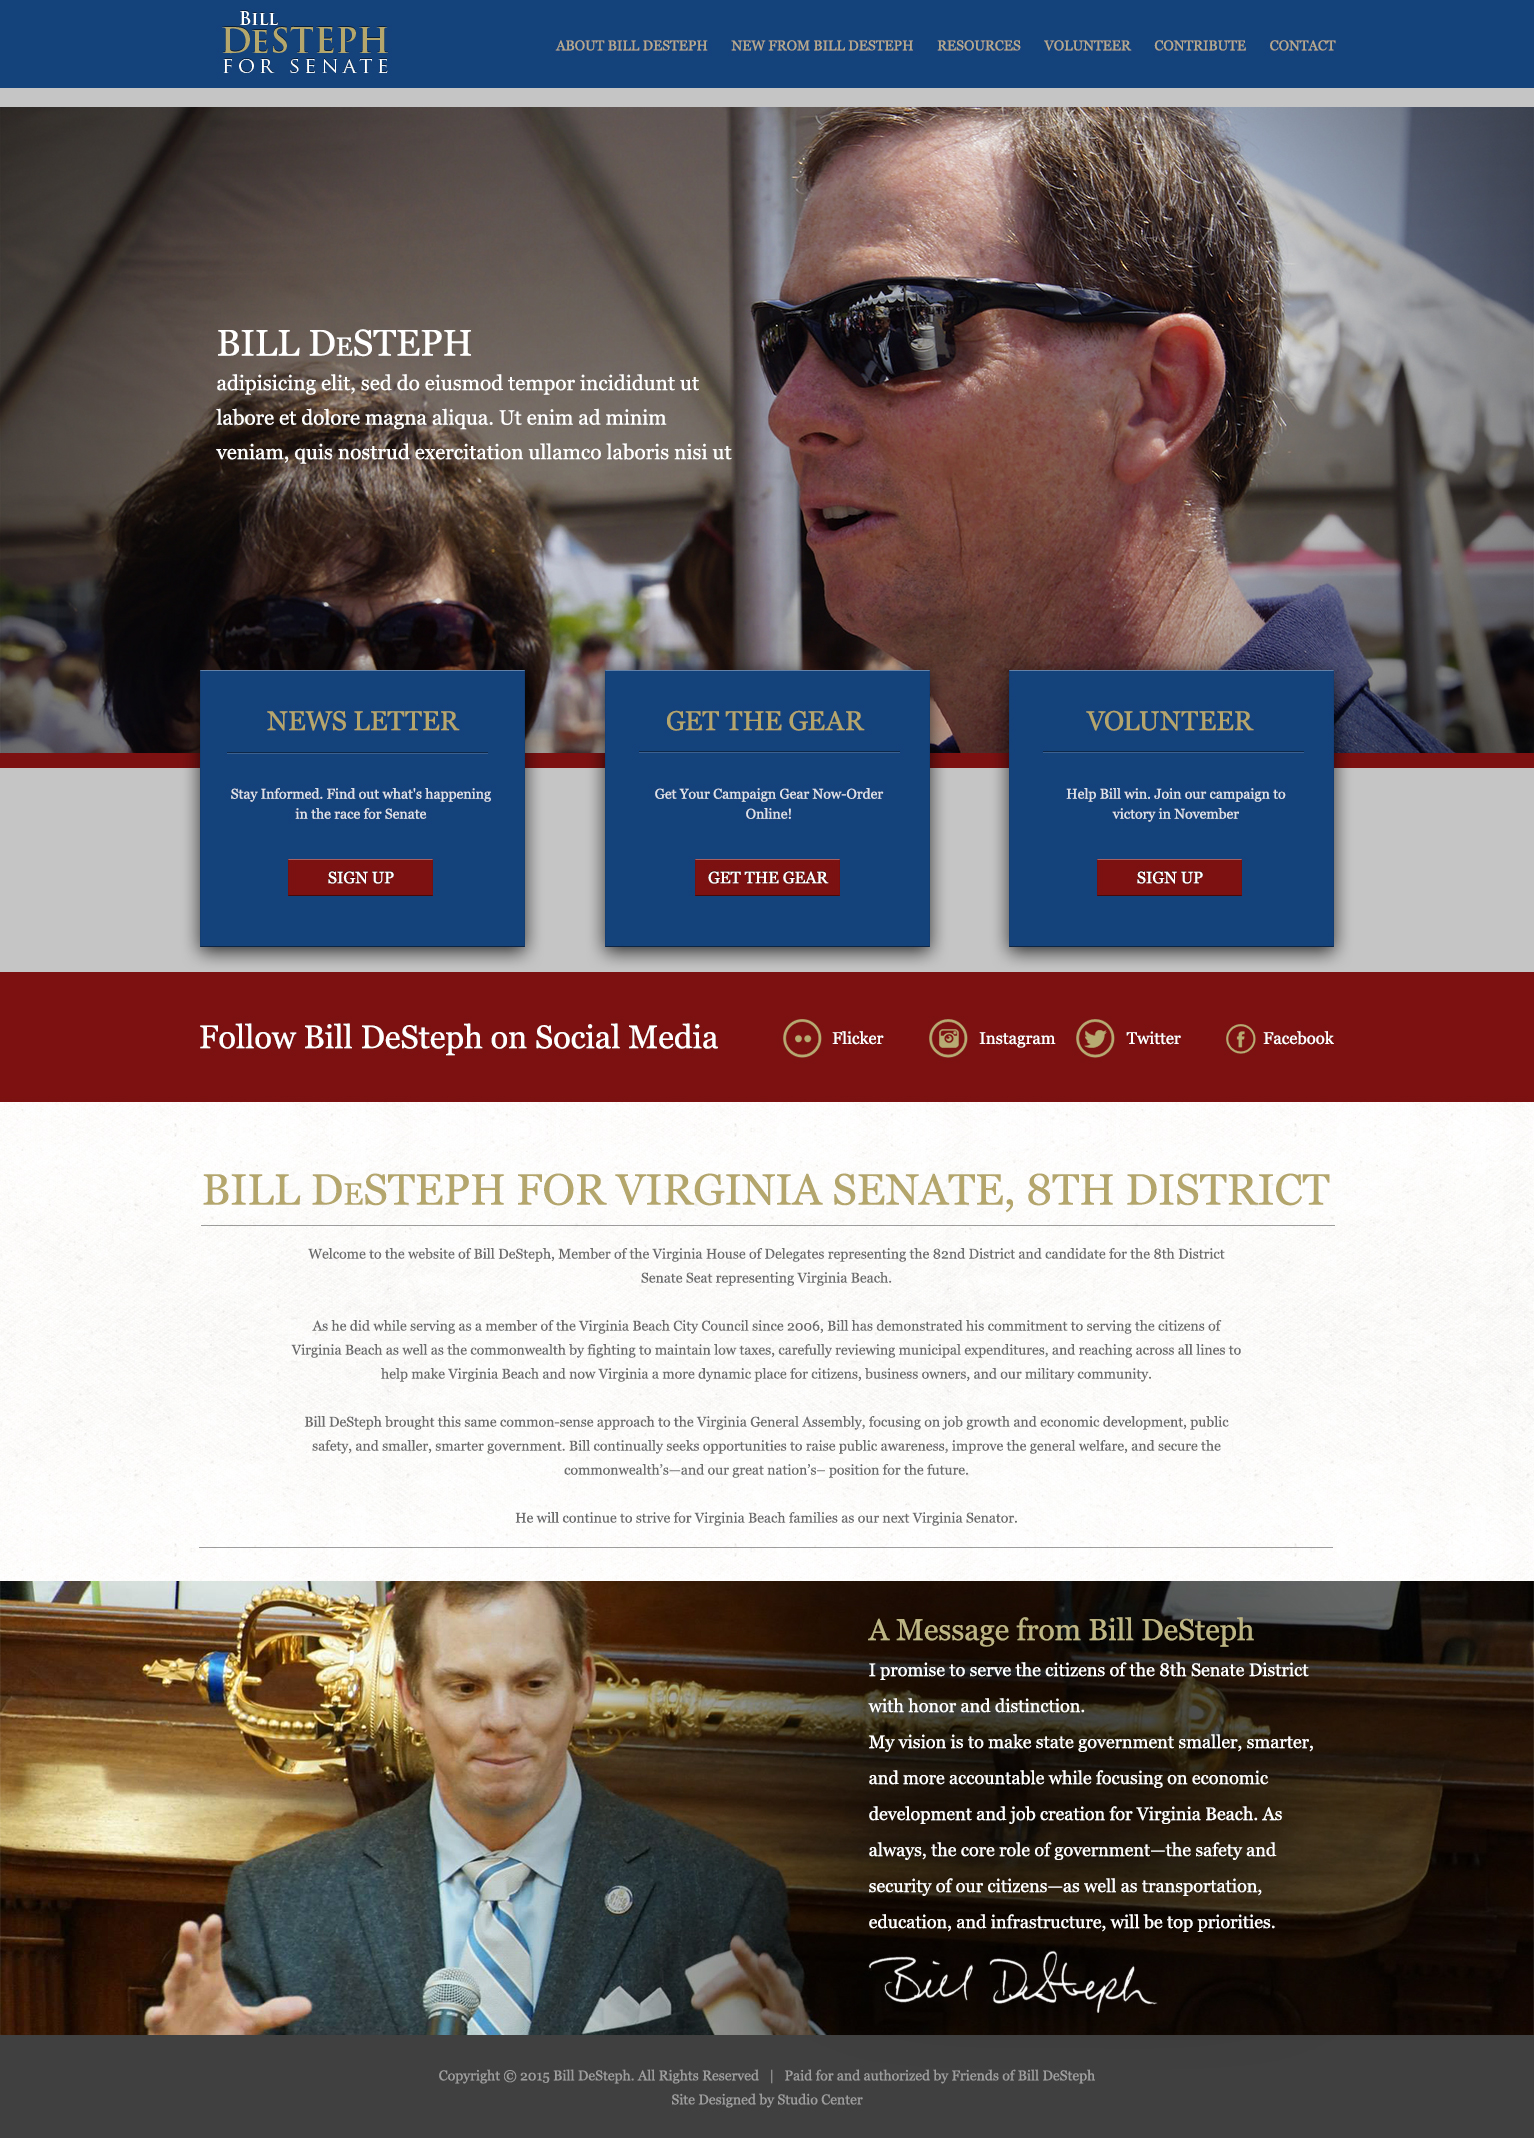 BILL
DESTEPH
FOR SENATE
ABOUT BILL DESTEPH NEW FROM BILL DESTEPH RESOURCES VOLUNTEER CONTRIBUTE CONTACT
BILL DeSTEPH
adipisicing elit, sed do eiusmod tempor incididunt ut
labore et dolore magna aliqua. Ut enim ad minim
veniam, quis nostrud exercitation ullamco laboris nisi ut
NEWS LETTER
Stay Informed. Find out what's happening
in the race for Senate
SIGN UP
GET THE GEAR
Get Your Campaign Gear Now-Order
Online!
GET THE GEAR
VOLUNTEER
Help Bill win. Join our campaign to
victory in November
SIGN UP
Follow Bill DeSteph on Social Media Flicker Instagram Twitter Facebook
BILL DeSTEPH FOR VIRGINIA SENATE, 8TH DISTRICT
Welcome to the website of Bill DeSteph, Member of the Virginia House of Delegates representing the 82nd District and candidate for the 8th District
Senate Seat representing Virginia Beach.
As he did while serving as a member of the Virginia Beach City Council since 2006, Bill has demonstrated his commitment to serving the citizens of
Virginia Beach as well as the commonwealth by fighting to maintain low taxes, carefully reviewing municipal expenditures, and reaching across all lines to
help make Virginia Beach and now Virginia a more dynamic place for citizens, business owners, and our military community.
Bill DeSteph brought this same common-sense approach to the Virginia General Assembly, focusing on job growth and economic development, public
safety, and smaller, smarter government. Bill continually seeks opportunities to raise public awareness, improve the general welfare, and secure the
commonwealth’s—and our great nation’s– position for the future.
He will continue to strive for Virginia Beach families as our next Virginia Senator.
A Message from Bill DeSteph
I promise to serve the citizens of the 8th Senate District
with honor and distinction.
My vision is to make state government smaller, smarter,
and more accountable while focusing on economic
development and job creation for Virginia Beach. As
always, the core role of government—the safety and
security of our citizens—as well as transportation,
education, and infrastructure, will be top priorities.
Bill DeSteph
Copyright © 2015 Bill DeSteph. All Rights Reserved | Paid for and authorized by Friends of Bill DeSteph
Site Designed by Studio Center